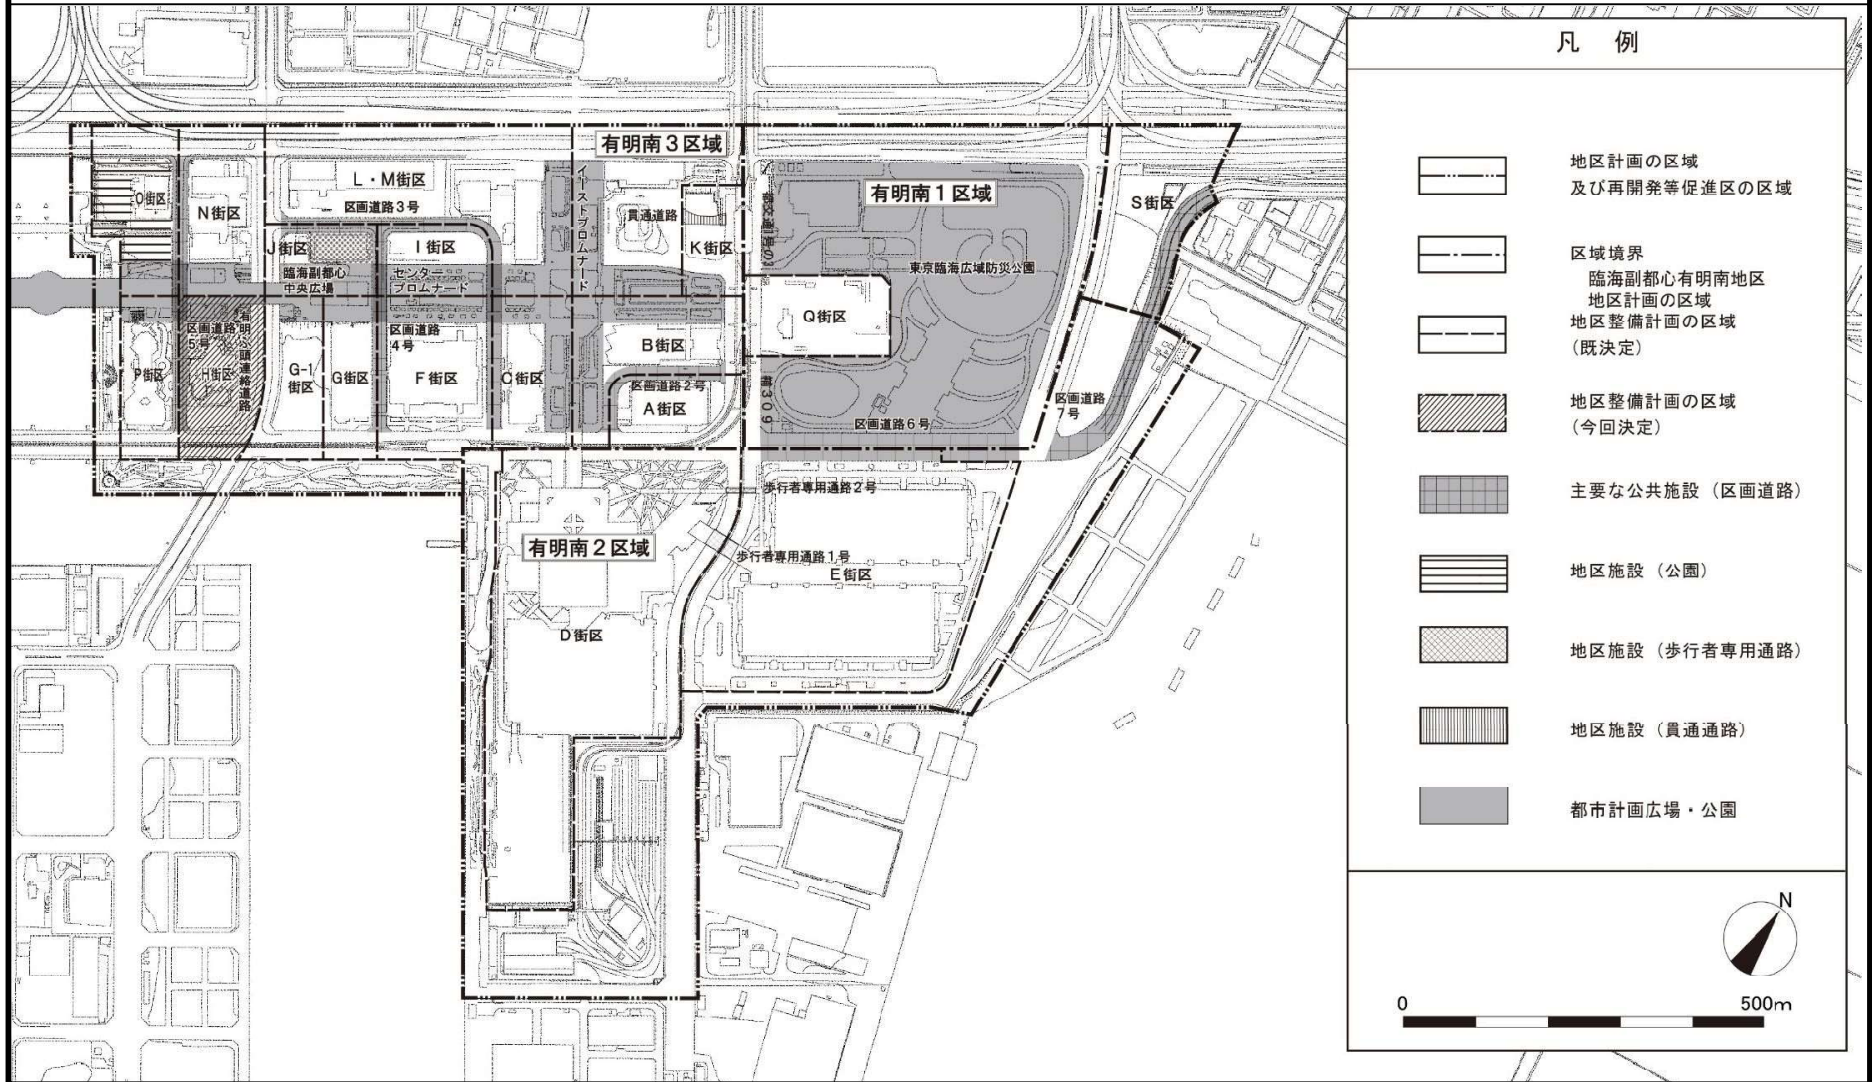 凡 例
地区計画の区域
及び再開発等促進区の区域
区域境界
臨海副都心有明南地区
地区計画の区域
地区整備計画の区域
(既決定)
地区整備計画の区域
(今回決定)
主要な公共施設(区画道路)
地区施設(公園)
地区施設(歩行者専用通路)
地区施設(貫通通路)
都市計画広場・公園
N
0
500m
有明南3区域
有明南1区域
有明南2区域
O街区
N街区
L・M街区
区画道路3号
J街区
I街区
イーストプロムナード
貫通道路
K街区
S街区
東京臨海広域防災公園
臨海副都心
中央広場
センター
プロムナード
Q街区
区画道路
5号
有明ふ頭連絡道路
P街区
H街区
G-1
街区
G街区
区画道路
4号
F街区
C街区
B街区
区画道路2号
A街区
区画道路6号
区画道路
7号
歩行者専用通路2号
歩行者専用通路1号
E街区
D街区